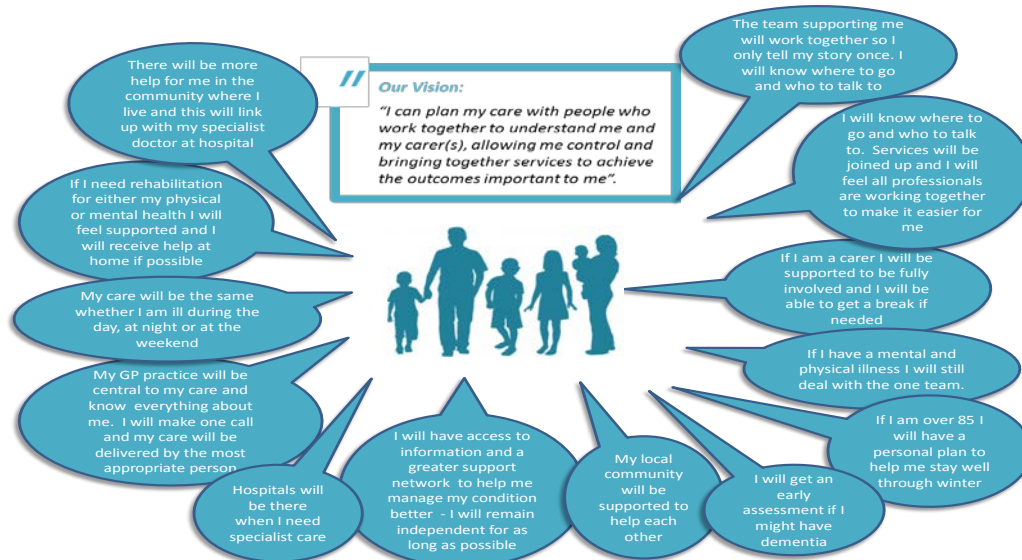 There will be more
help for me in the
community where I
live and this will link
up with my specialist
doctor at hospital
"
Our Vision:
"I can plan my care with people who
work together to understand me and
my carer(s), allowing me control and
bringing together services to achieve
the outcomes important to me".
The team supporting me
will work together so I
only tell my story once. I
will know where to go
and who to talk to
I will know where to
go and who to talk
to. Services will be
joined up and I will
feel all professionals
are working together
to make it easier for
me
If I need rehabilitation
for either my physical
or mental health I will
feel supported and I
will receive help at
home if possible
If I am a carer I will be
supported to be fully
involved and I will be
able to get a break if
needed
My care will be the same
whether I am ill during the
day, at night or at the
weekend
If I have a mental and
physical illness I will still
deal with the one team.
My GP practice will be
central to my care and
know everything about
me. I will make one call
and my care will be
delivered by the most
appropriate person
If I am over 85 I
will have a
personal plan to
help me stay well
through winter
Hospitals will
be there
when I need
specialist care
I will have access to
information and a
greater support
network to help me
manage my condition
better - I will remain
independent for as
long as possible
My local
community
will be
supported to
help each
other
I will get an
early
assessment if I
might have
dementia